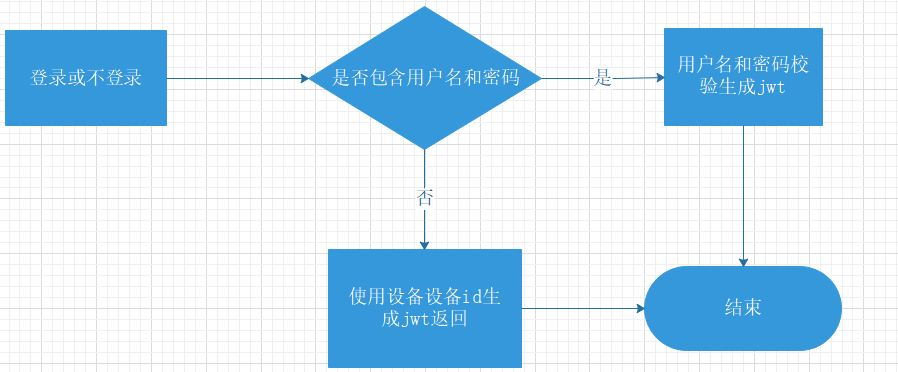 登录或不登录
是否包含用户名和密码
是
用户名和密码校
验生成jwt
否
使用设备设备id生
成jwt返回
结束